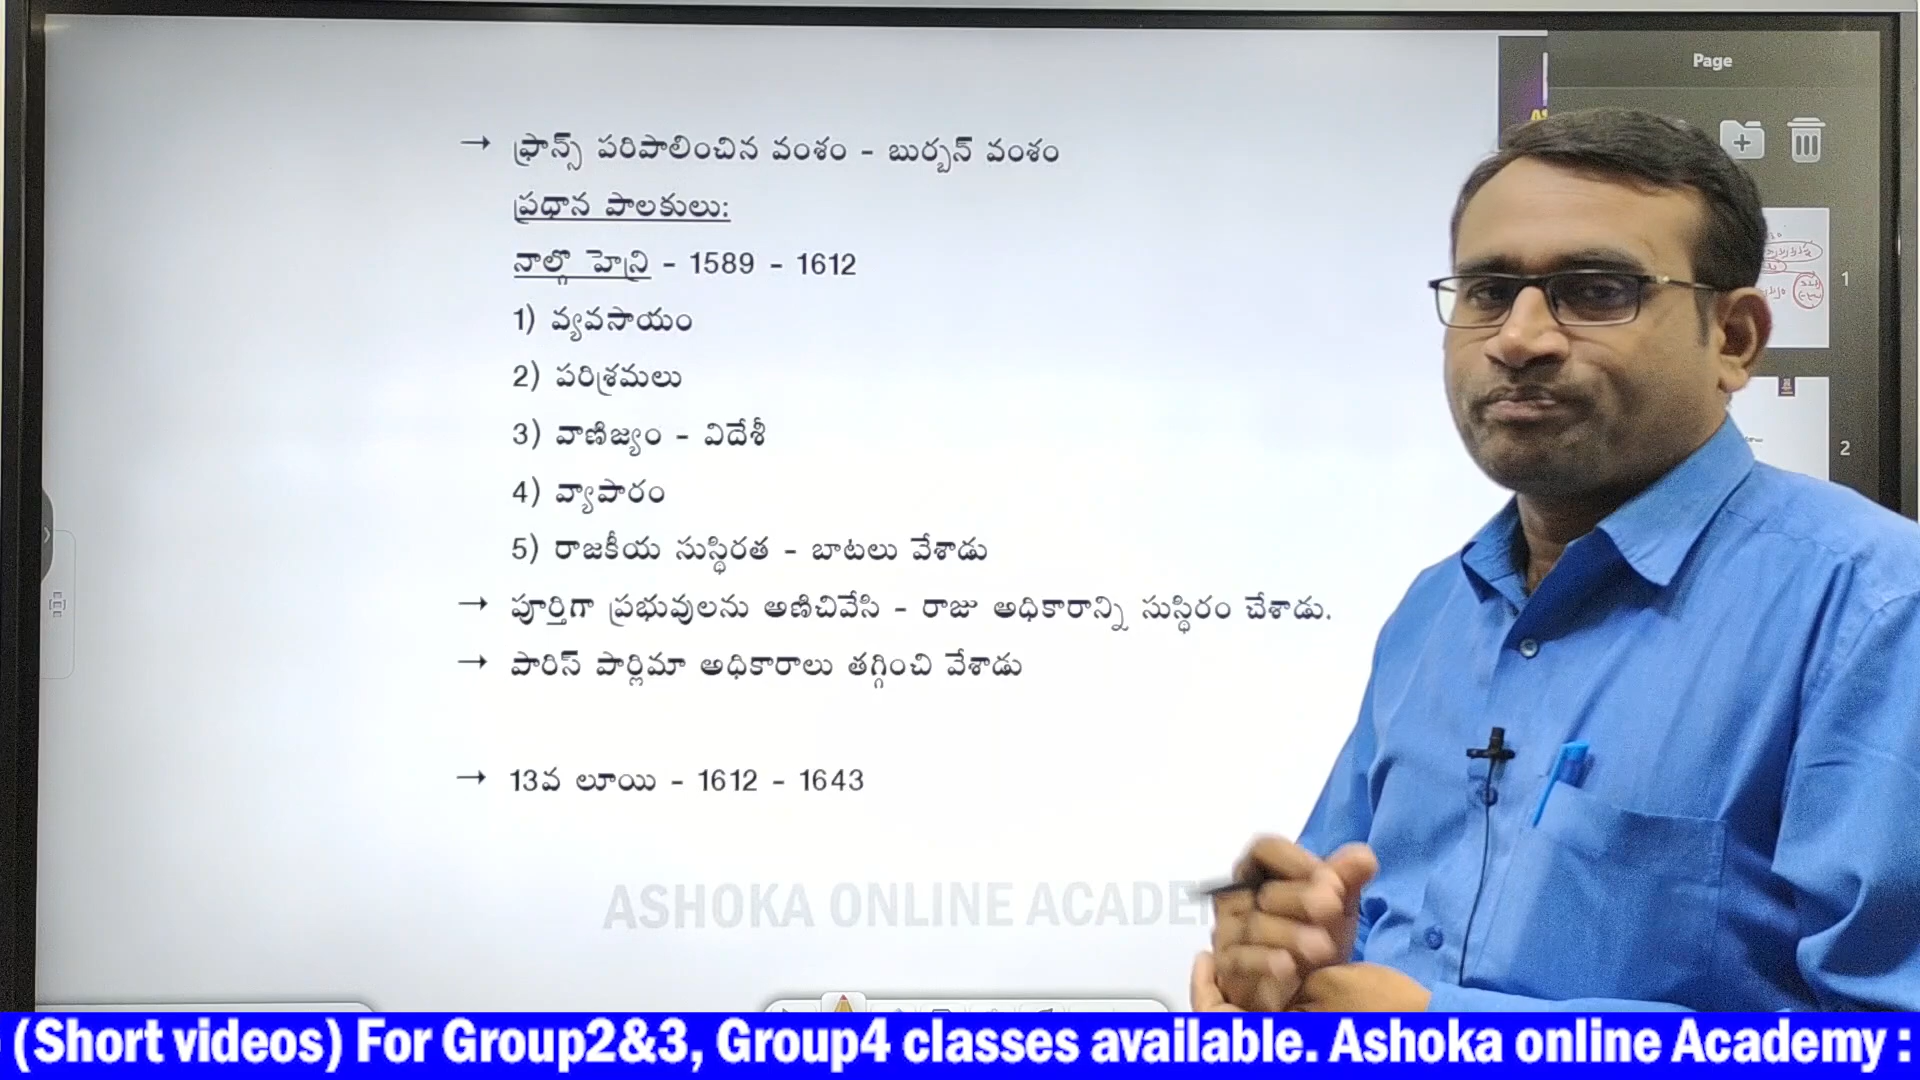 Page
→ ఫ్రాన్స్ పరిపాలించిన వంశం - బుర్బన్ వంశం
ప్రధాన పాలకులు:
నాల్గొ హెన్రి - 1589 - 1612
1) వ్యవసాయం
2) పరిశ్రమలు
3) వాణిజ్యం - విదేశీ
4) వ్యాపారం
5) రాజకీయ సుస్థిరత - బాటలు వేశాడు
→ పూర్తిగా ప్రభువులను అణిచివేసి - రాజు అధికారాన్ని సుస్థిరం చేశాడు.
→ పారిస్ పార్లిమా అధికారాలు తగ్గించి వేశాడు
→ 13వ లూయి - 1612 - 1643
1
2
ASHOKA ONLINE ACADE
(Short videos) For Group2&3, Group4 classes available. Ashoka online Academy :